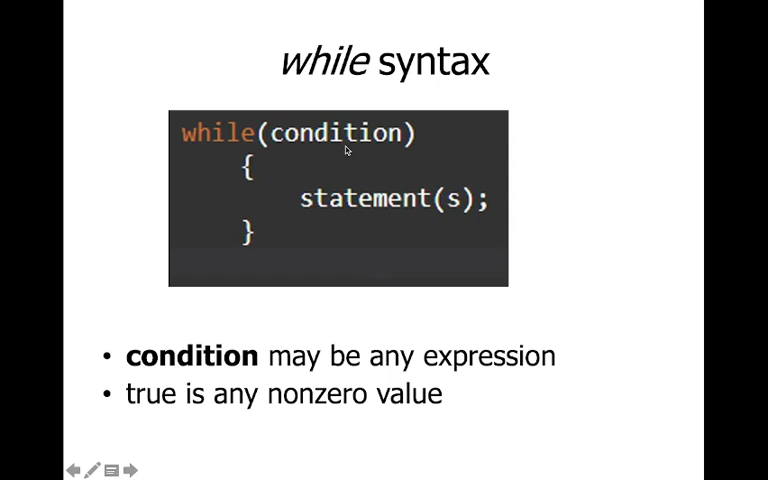 while syntax
while(condition)
{
statement(s);
}
• condition may be any expression
• true is any nonzero value